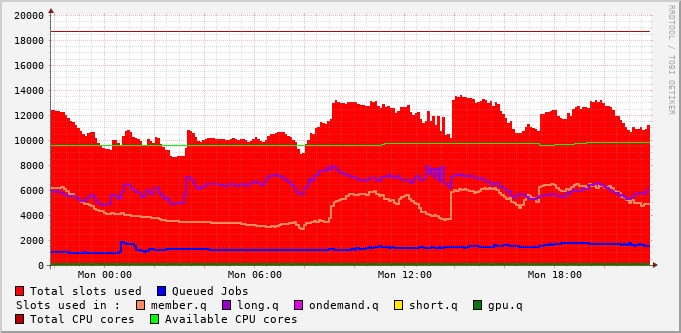 20000
18000
16000
14000
12000
10000
8000
6000
4000
2000
0
Mon 00:00 Mon 06:00 Mon 12:00 Mon 18:00
RRDTOOL / TOBI OETIKER
Total slots used Queued Jobs
Slots used in : member.q long.q ondemand.q short.q gpu.q
Total CPU cores Available CPU cores